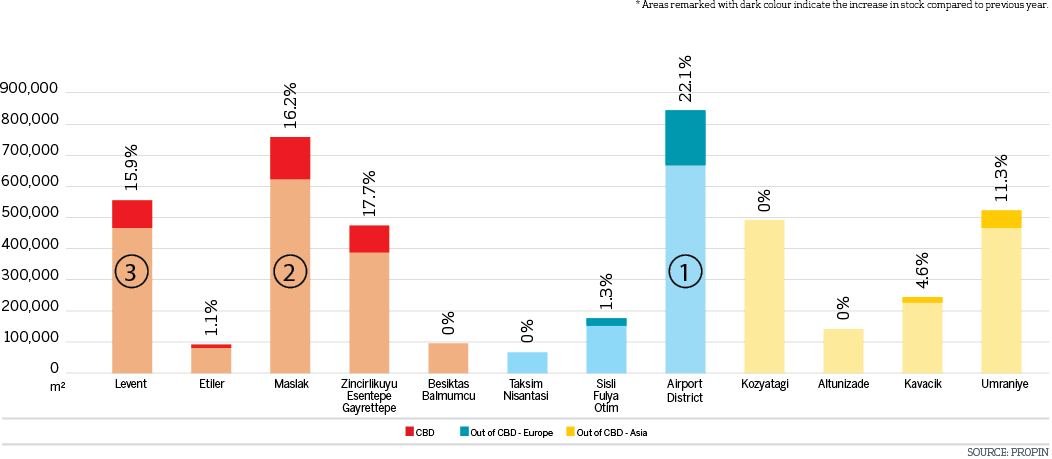 * Areas remarked with dark colour indicate the increase in stock compared to previous year.
900,000
800,000
700,000
600,000
500,000
400,000
300,000
200,000
100,000
0
m²
15.9%
1.1%
16.2%
17.7%
0%
0%
1.3%
22.1%
0%
0%
4.6%
11.3%
3
2
1
Levent
Etiler
Maslak
Zincirlikuyu
Esentepe
Gayrettepe
Besiktas
Balmumcu
Taksim
Nisantasi
Sisli
Fulya
Otim
Airport
District
Kozyatagi
Altunizade
Kavacik
Umraniye
CBD
Out of CBD - Europe
Out of CBD - Asia
SOURCE: PROPIN